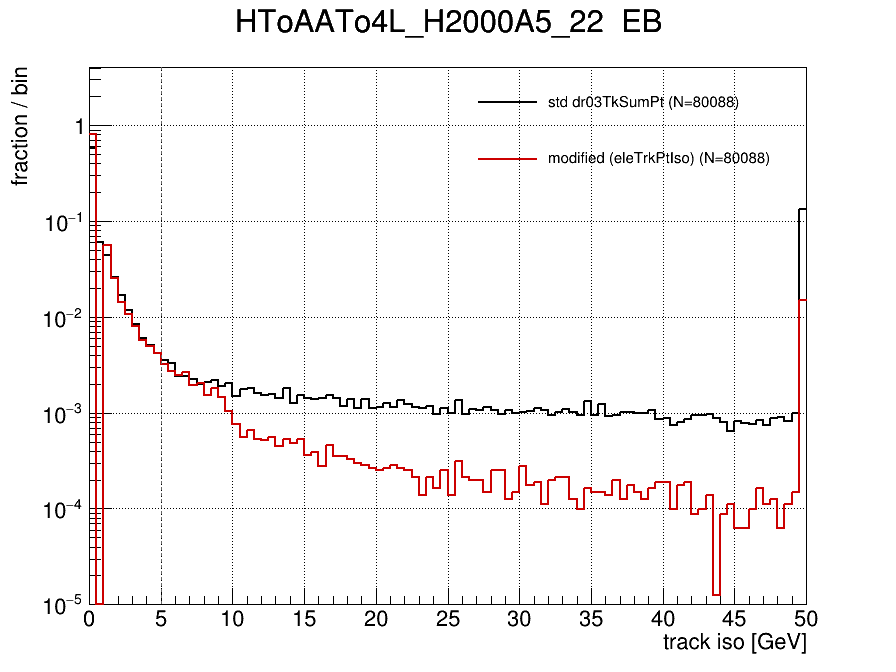 HToAATo4L_H2000A5_22 EB
fraction / bin
std dr03TkSumPt (N=80088)
modified (eleTrkPtIso) (N=80088)
1
10⁻¹
10⁻²
10⁻³
10⁻⁴
10⁻⁵
0 5 10 15 20 25 30 35 40 45 50
track iso [GeV]